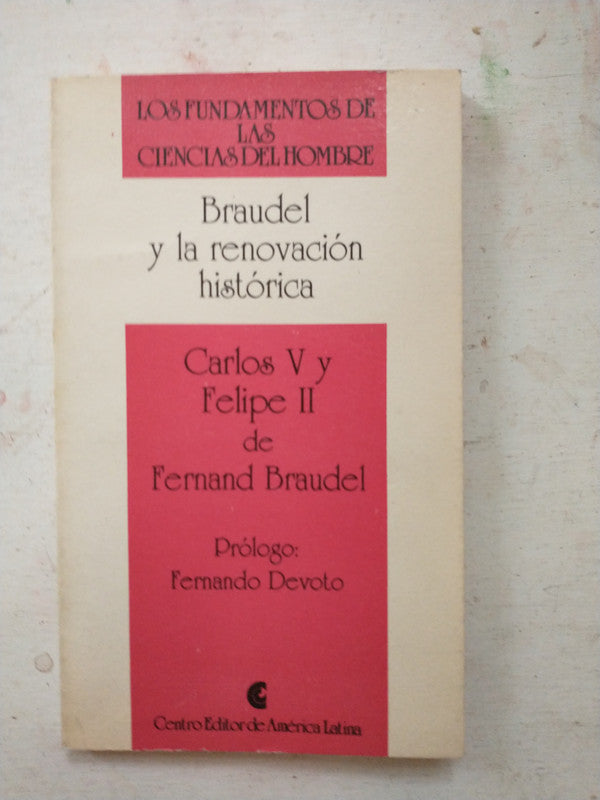 LOS FUNDAMENTOS DE
LAS
CIENCIAS DEL HOMBRE
Braudel
y la renovación
histórica
Carlos V y
Felipe II
de
Fernand Braudel
Prólogo:
Fernando Devoto
Centro Editor de América Latina